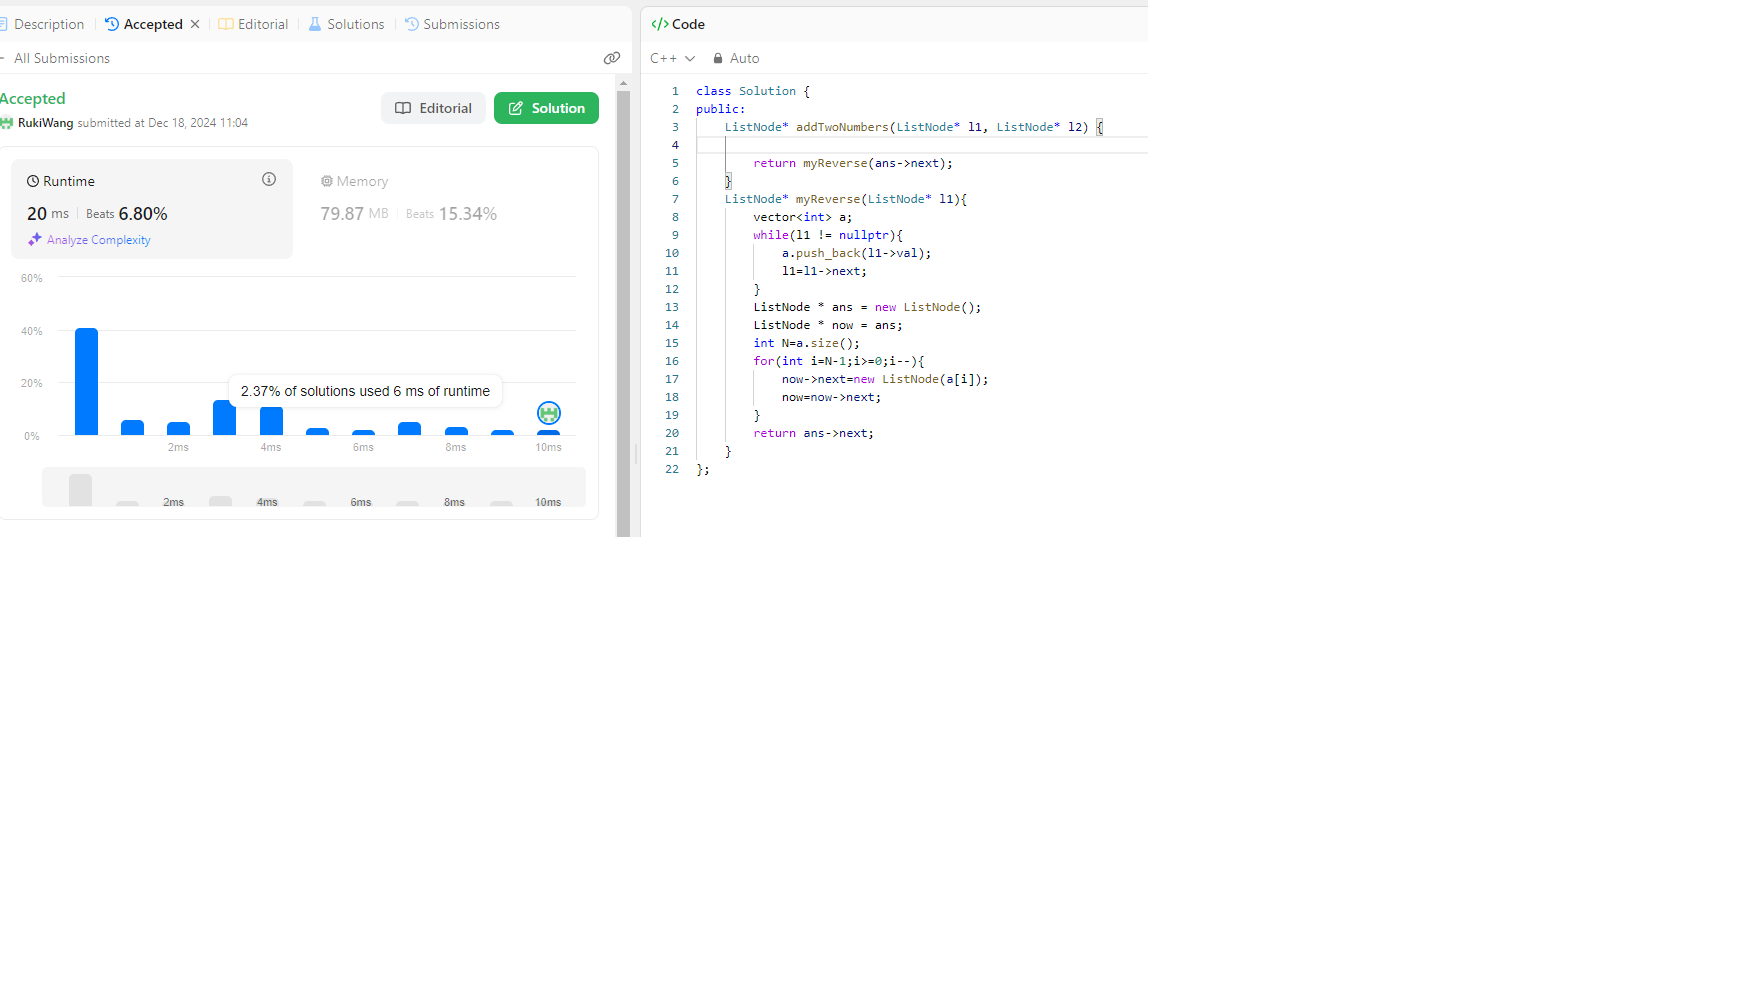 Description
Accepted
Editorial
Solutions
Submissions
All Submissions
Accepted
RukiWang submitted at Dec 18, 2024 11:04
Editorial
Solution
Runtime
20 ms Beats 6.80%
Analyze Complexity
Memory
79.87 MB Beats 15.34%
60%
40%
20%
0%
2.37% of solutions used 6 ms of runtime
2ms 4ms 6ms 8ms 10ms
2ms 4ms 6ms 8ms 10ms
</> Code
C++ Auto
1 class Solution {
2 public:
3 ListNode* addTwoNumbers(ListNode* l1, ListNode* l2) {
4
5 return myReverse(ans->next);
6 }
7 ListNode* myReverse(ListNode* l1){
8 vector<int> a;
9 while(l1 != nullptr){
10 a.push_back(l1->val);
11 l1=l1->next;
12 }
13 ListNode * ans = new ListNode();
14 ListNode * now = ans;
15 int N=a.size();
16 for(int i=N-1;i>=0;i--){
17 now->next=new ListNode(a[i]);
18 now=now->next;
19 }
20 return ans->next;
21 }
22 };